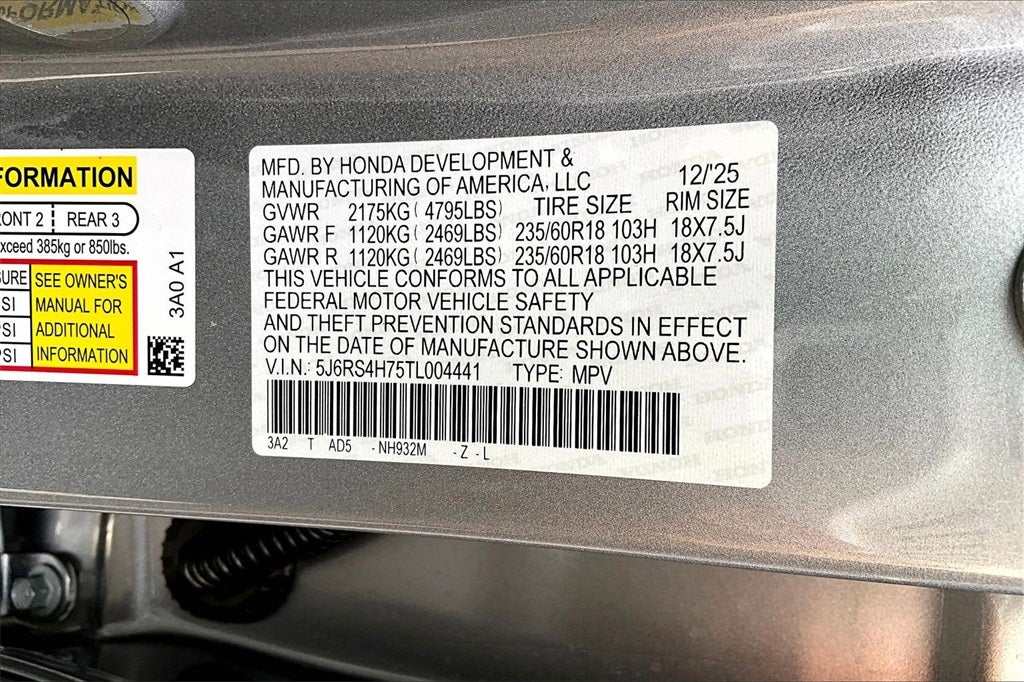 FORMATION
RONT 2 REAR 3
xceed 385kg or 850lbs.
SURE SEE OWNER'S
SI MANUAL FOR
PSI ADDITIONAL
PSI INFORMATION
3A0 A1
MFD. BY HONDA DEVELOPMENT &
MANUFACTURING OF AMERICA, LLC 12/'25
GVWR 2175KG ( 4795LBS) TIRE SIZE RIM SIZE
GAWR F 1120KG ( 2469LBS) 235/60R18 103H 18X7.5J
GAWR R 1120KG ( 2469LBS) 235/60R18 103H 18X7.5J
THIS VEHICLE CONFORMS TO ALL APPLICABLE
FEDERAL MOTOR VEHICLE SAFETY
AND THEFT PREVENTION STANDARDS IN EFFECT
ON THE DATE OF MANUFACTURE SHOWN ABOVE.
V.I.N.: 5J6RS4H75TL004441 TYPE: MPV
3A2 T AD5 - NH932M - Z - L